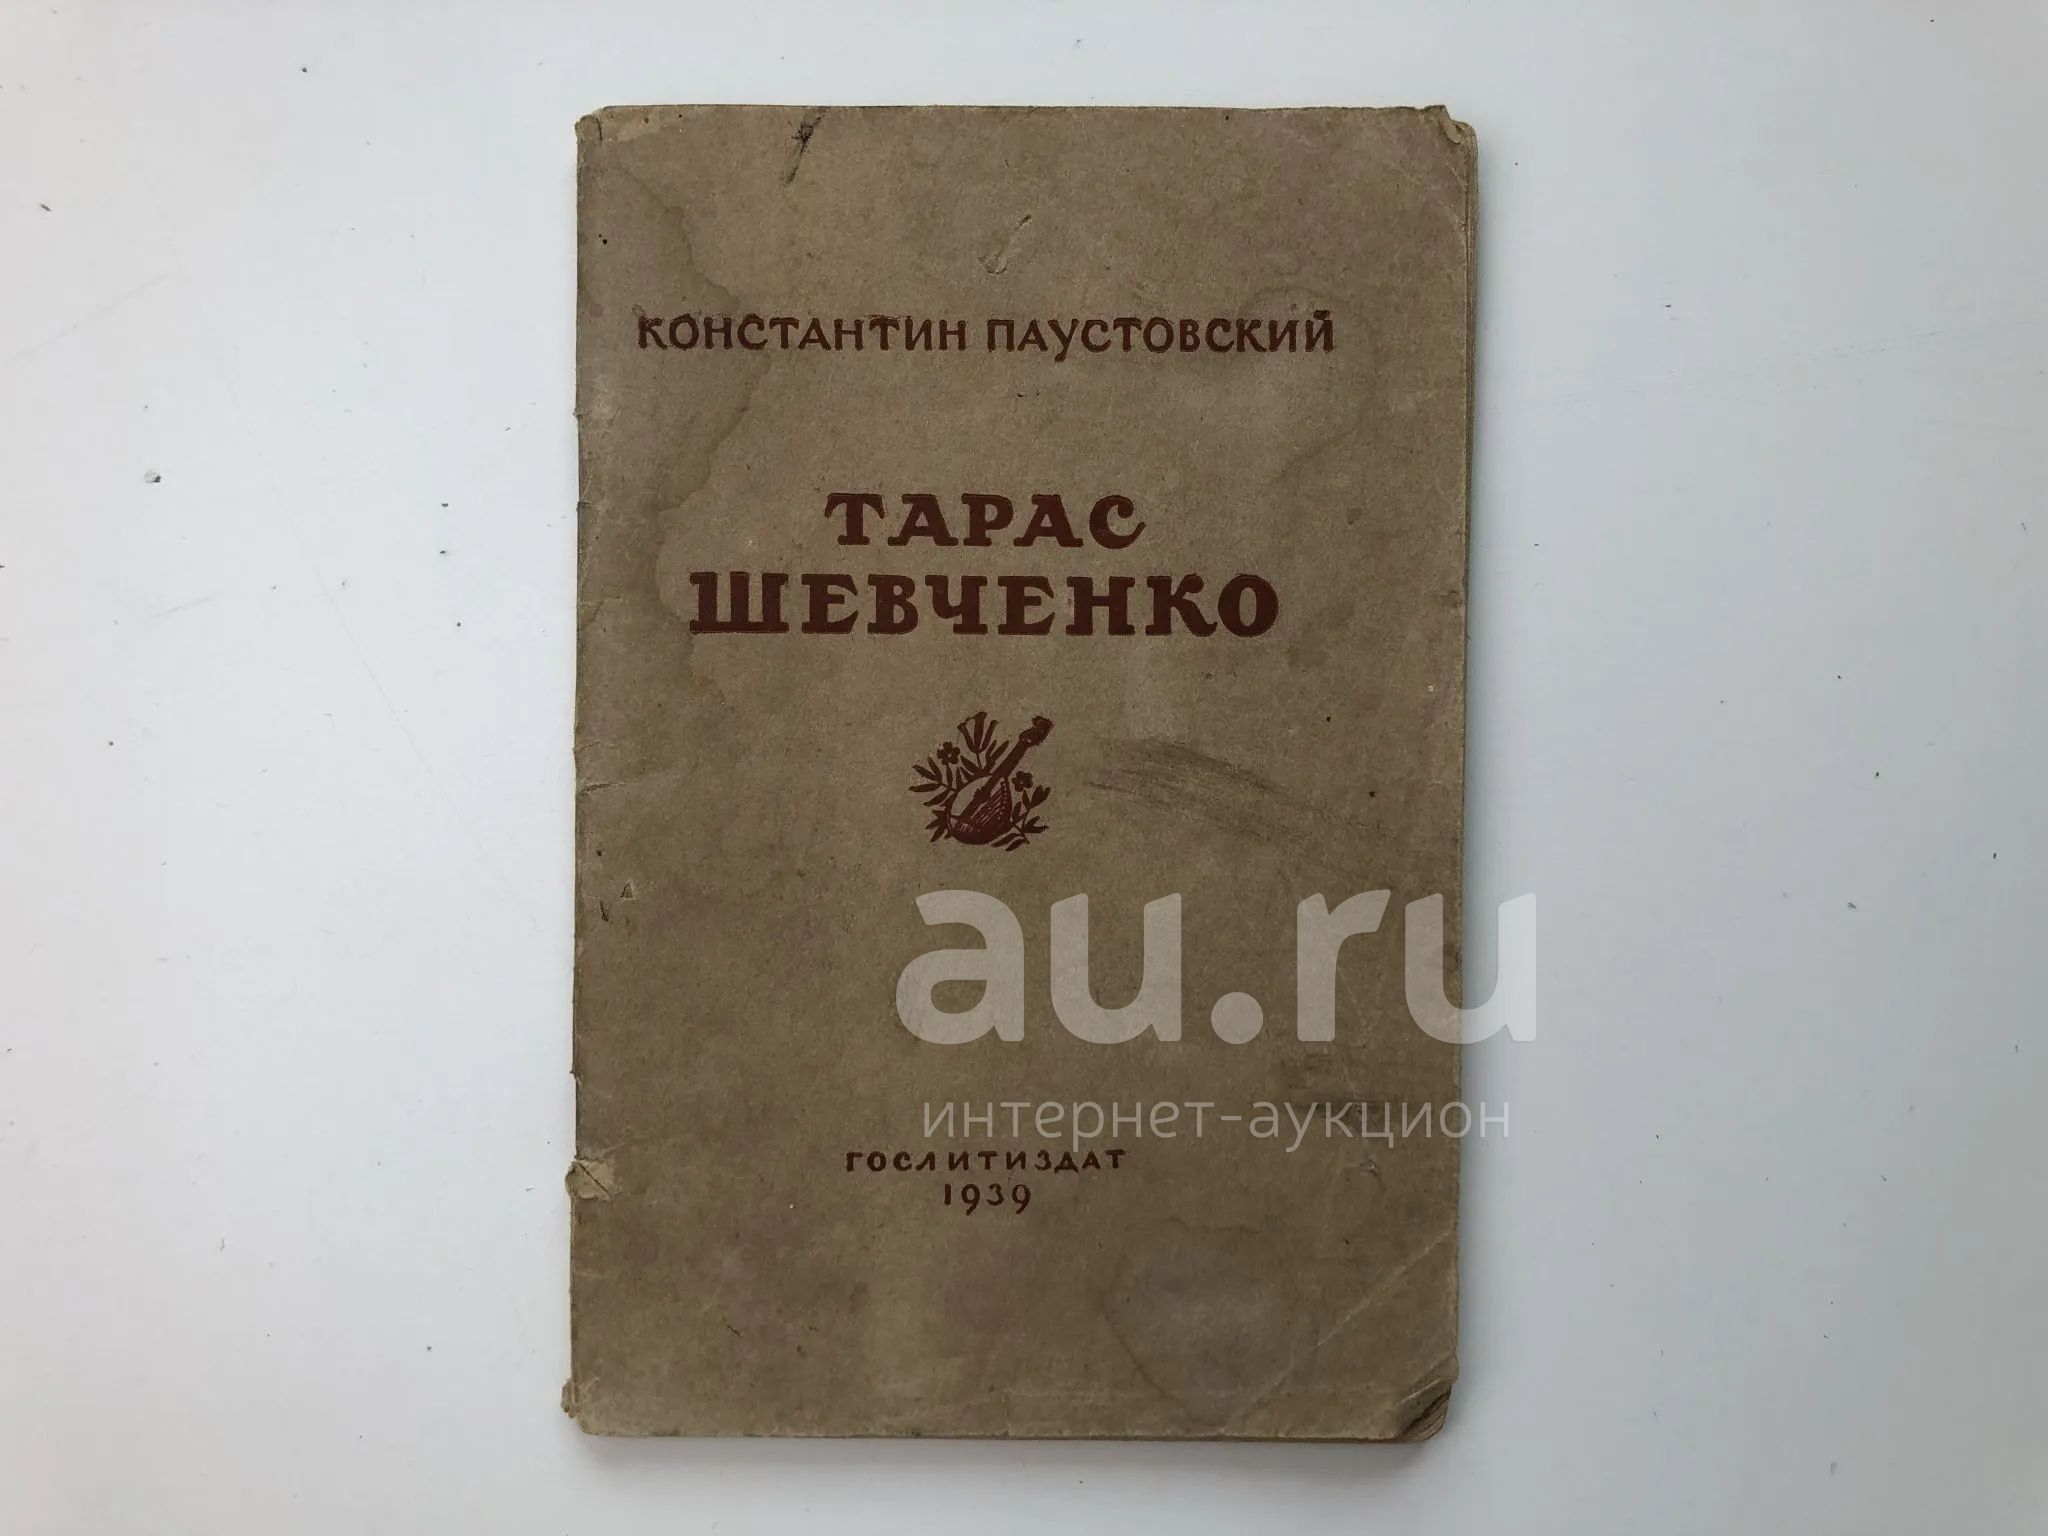 КОНСТАНТИН ПАУСТОВСКИЙ
ТАРАС
ШЕВЧЕНКО
au.ru
интернет-аукцион
ГОСЛИТИЗДАТ
1939